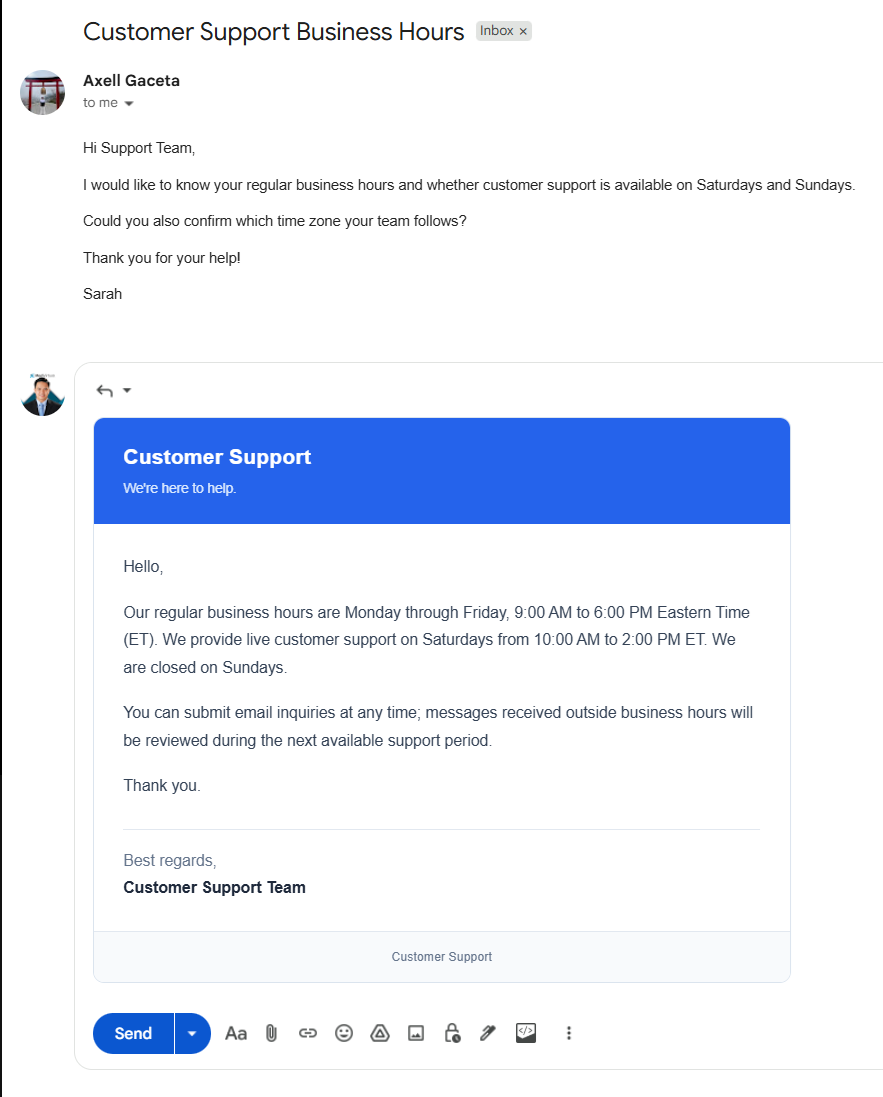 Customer Support Business Hours
Inbox ×
Axell Gaceta
to me
Hi Support Team,
I would like to know your regular business hours and whether customer support is available on Saturdays and Sundays.
Could you also confirm which time zone your team follows?
Thank you for your help!
Sarah
Customer Support
We're here to help.
Hello,
Our regular business hours are Monday through Friday, 9:00 AM to 6:00 PM Eastern Time
(ET). We provide live customer support on Saturdays from 10:00 AM to 2:00 PM ET. We
are closed on Sundays.
You can submit email inquiries at any time; messages received outside business hours will
be reviewed during the next available support period.
Thank you.
Best regards,
Customer Support Team
Customer Support
Send
Aa